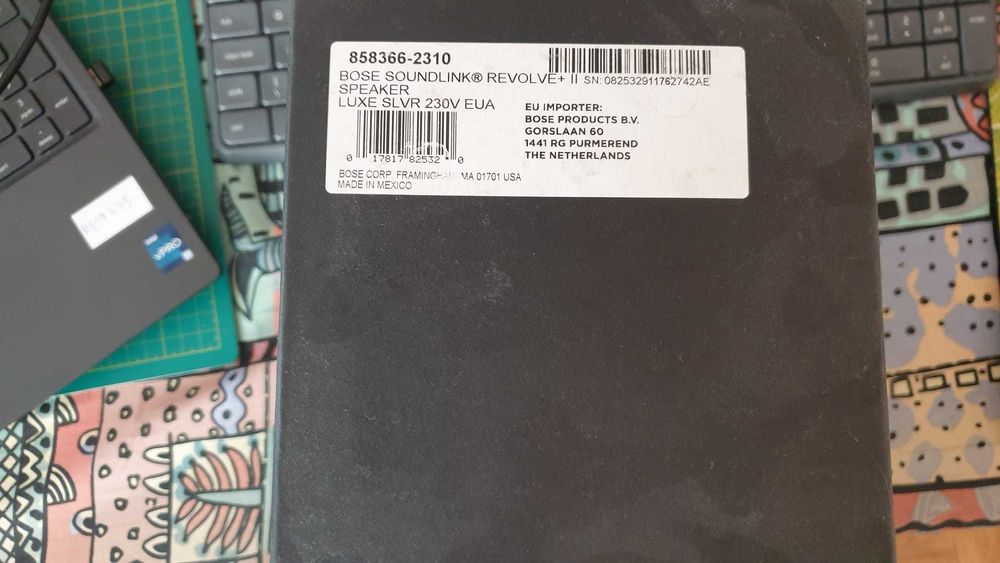 858366-2310
BOSE SOUNDLINK® REVOLVE+ II SN: 082532911762742AE
SPEAKER
LUXE SLVR 230V EUA
0 17817 82532 0
BOSE CORP. FRAMINGHAM, MA 01701 USA
MADE IN MEXICO
EU IMPORTER:
BOSE PRODUCTS B.V.
GORSLAAN 60
1441 RG PURMEREND
THE NETHERLANDS
intel
vPRO